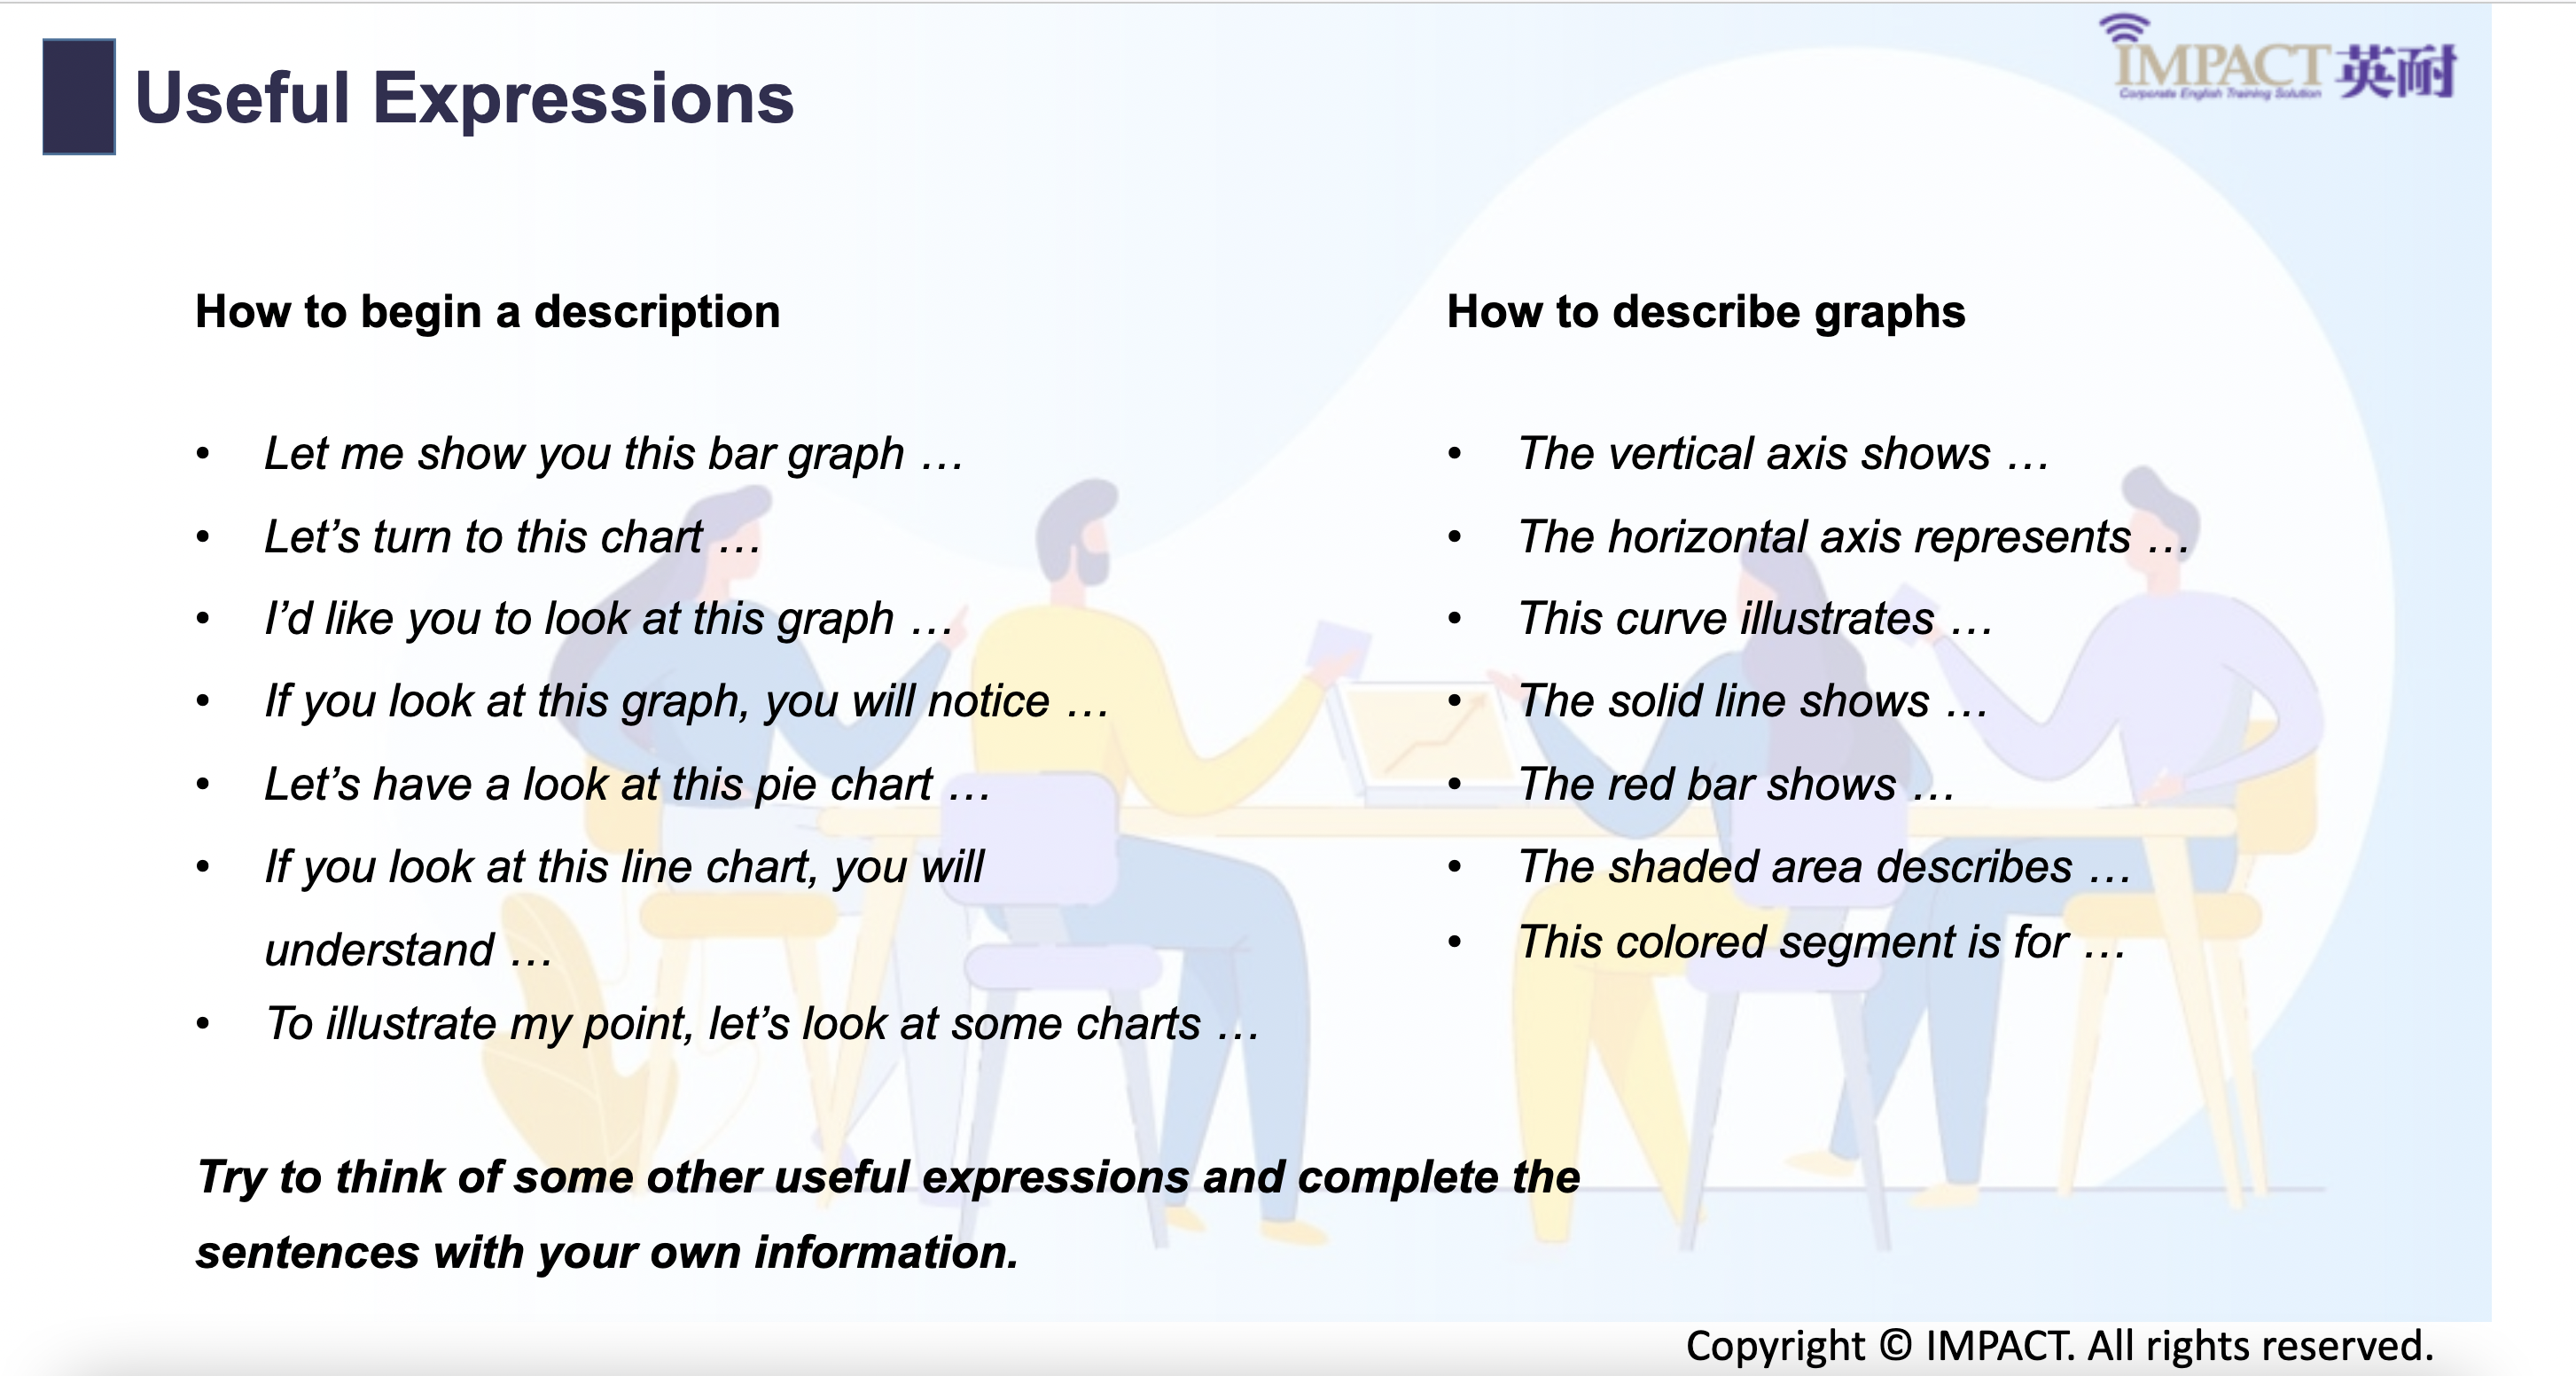 IMPACT英耐
Corporate English Training Solution
Useful Expressions
How to begin a description
• Let me show you this bar graph …
• Let’s turn to this chart …
• I’d like you to look at this graph …
• If you look at this graph, you will notice …
• Let’s have a look at this pie chart …
• If you look at this line chart, you will
understand …
• To illustrate my point, let’s look at some charts …
How to describe graphs
• The vertical axis shows …
• The horizontal axis represents …
• This curve illustrates …
• The solid line shows …
• The red bar shows …
• The shaded area describes …
• This colored segment is for …
Try to think of some other useful expressions and complete the
sentences with your own information.
Copyright © IMPACT. All rights reserved.